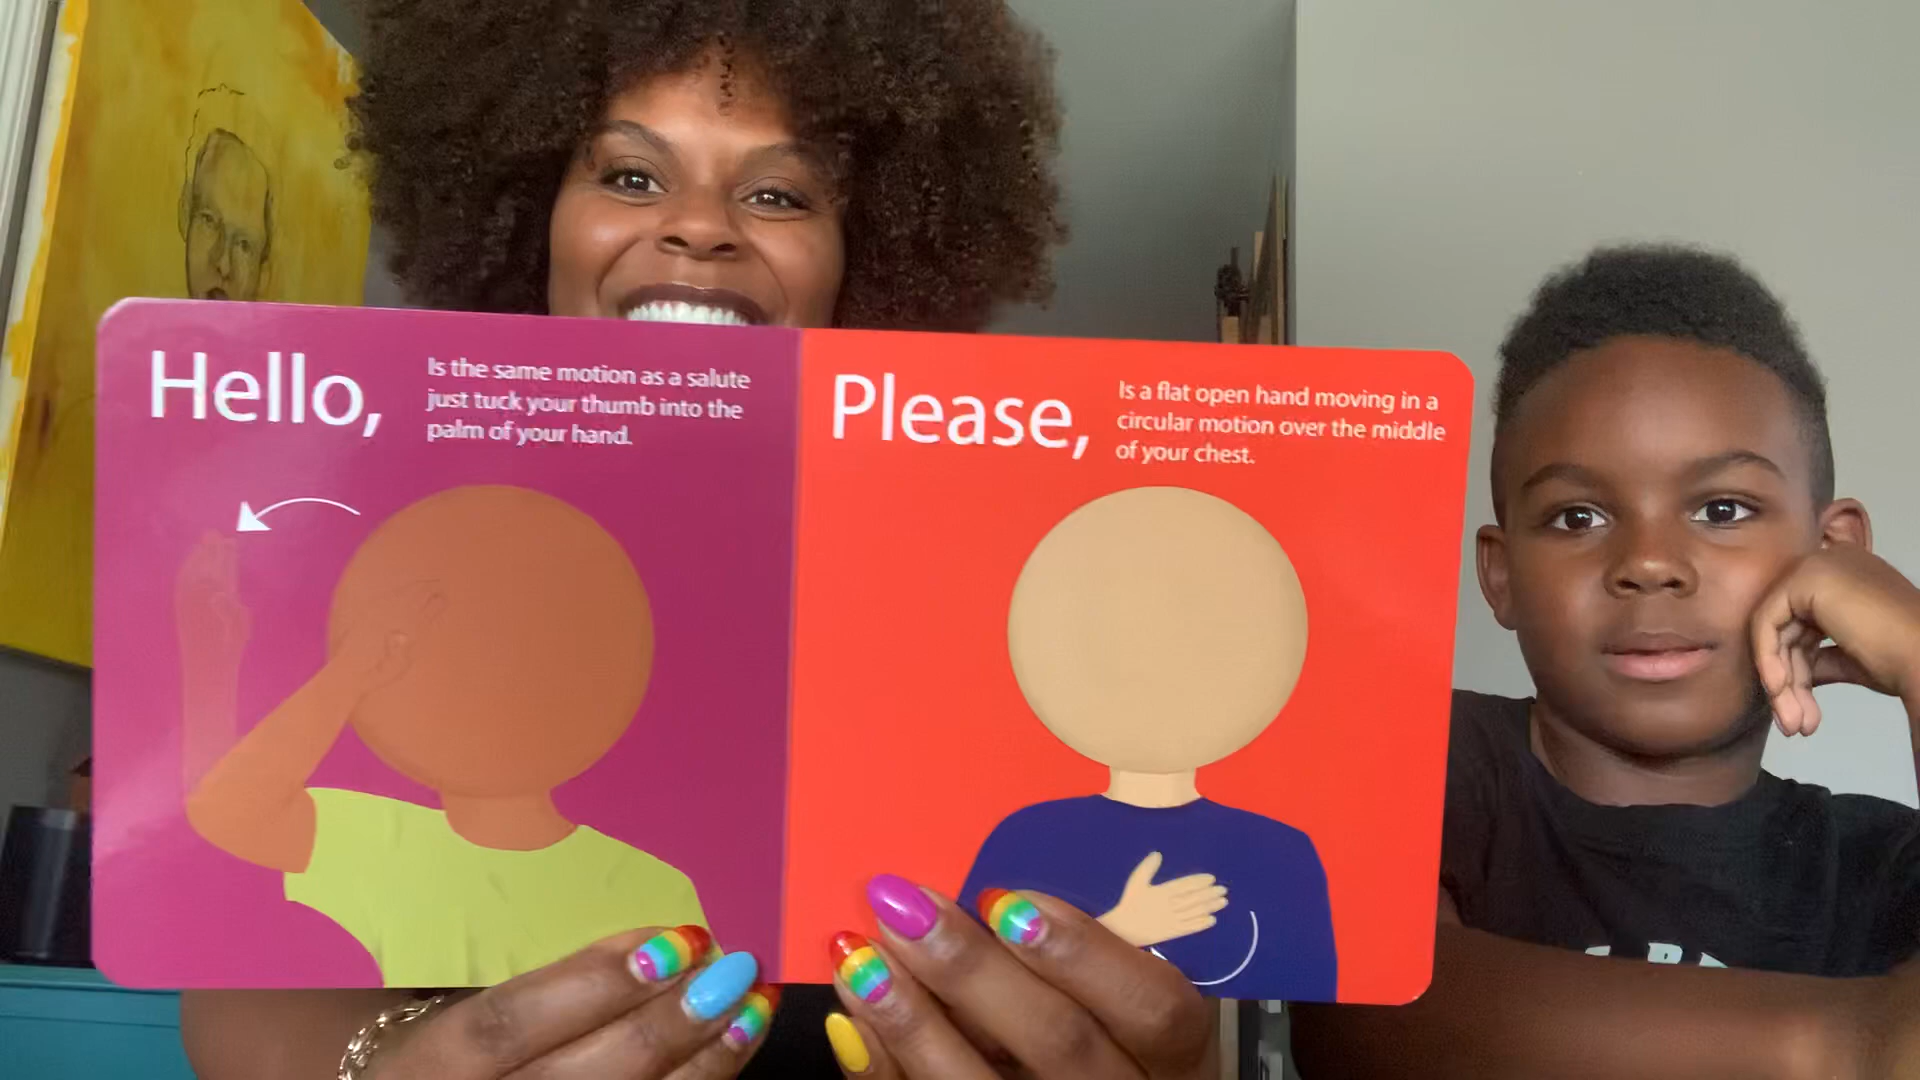 Hello,
Is the same motion as a salute
just tuck your thumb into the
palm of your hand.
Please,
Is a flat open hand moving in a
circular motion over the middle
of your chest.